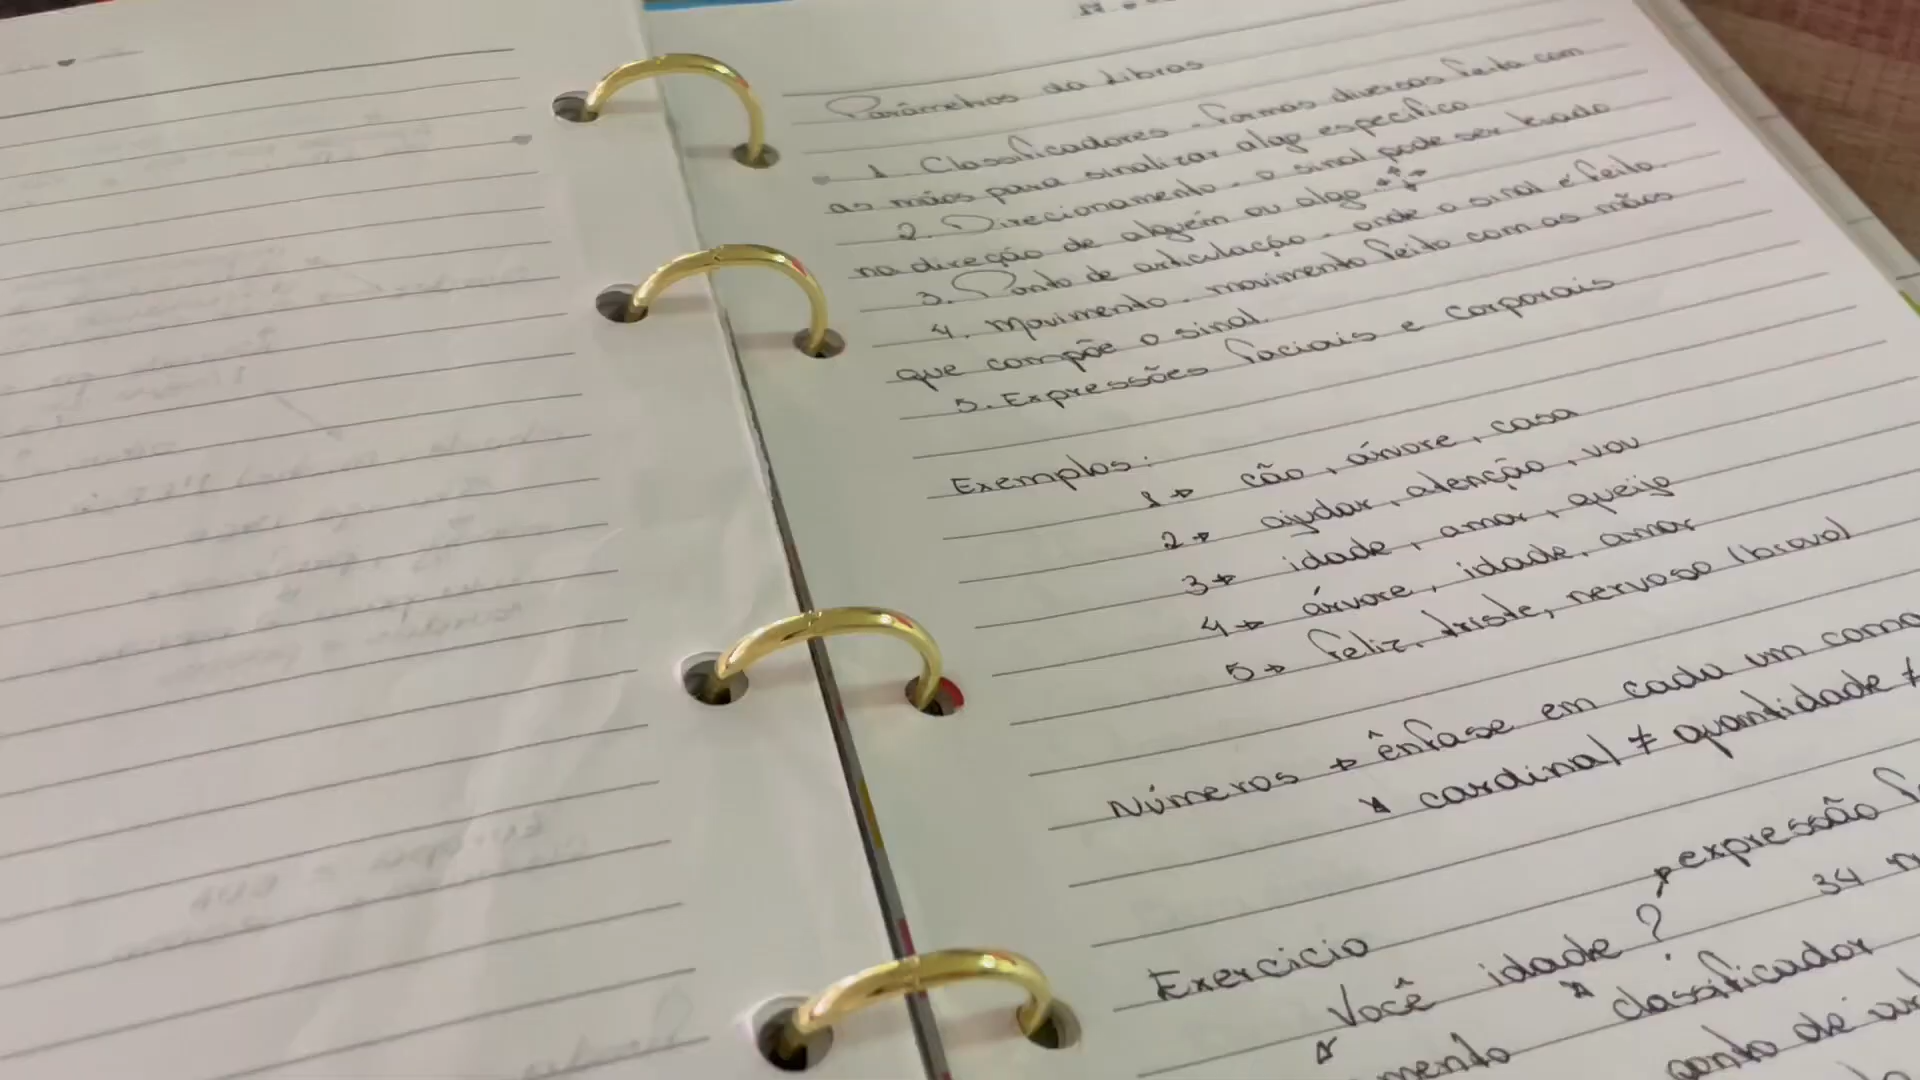 Parâmetros da Libras
1. Classificadores - formas diversas feita com
as mãos para sinalizar algo específico
2. Direcionamento - o sinal pode ser levado
na direção de alguém ou algo
3. Ponto de articulação - onde o sinal é feito.
4. Movimento - movimento feito com as mãos
que compõe o sinal.
5. Expressões faciais e corporais
Exemplos:
1→ cão, árvore, casa
2→ ajudar, atenção, vou
3→ idade, amor, queijo
4→ árvore, idade, amor
5→ feliz, triste, nervoso (bravo)
Números → ênfase em cada um como
cardinal ≠ quantidade ≠
→ expressão
Exercício 34
Você idade?
classificador
ponto de